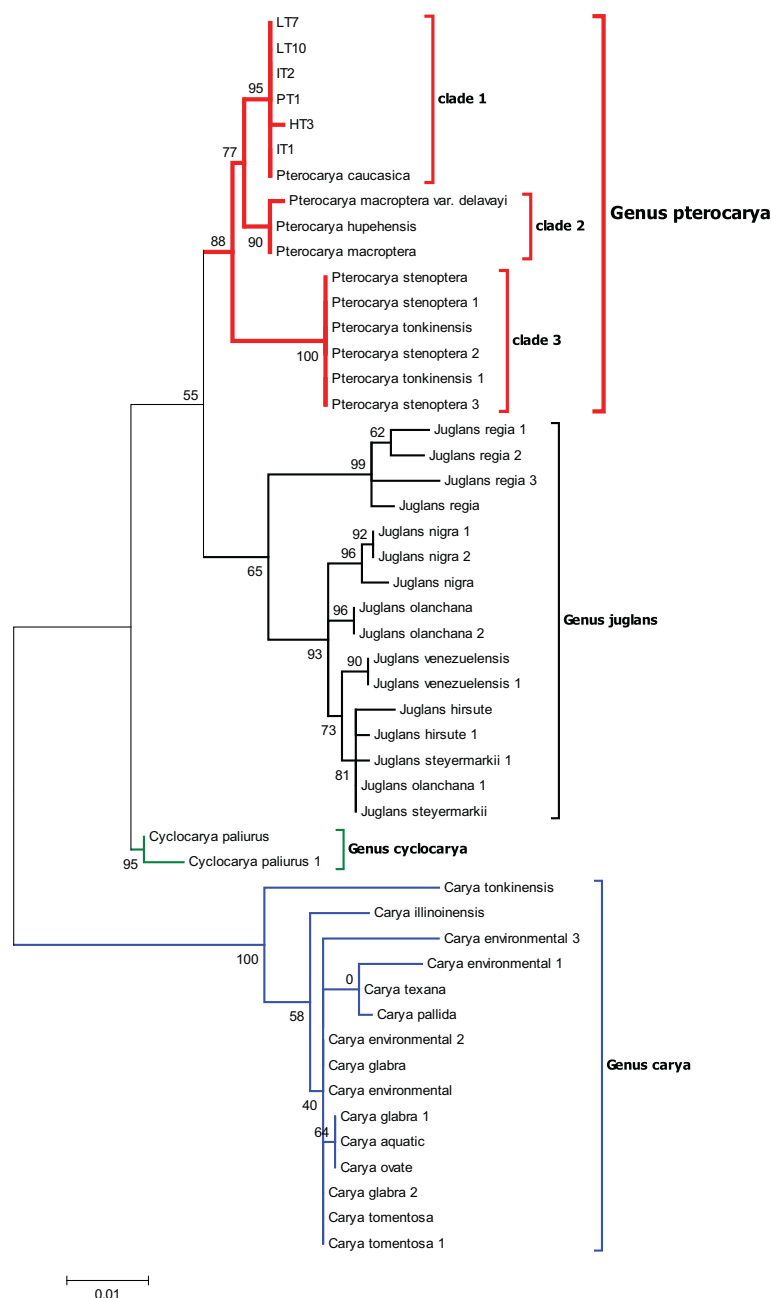 LT7
LT10
IT2
95
PT1
clade 1
HT3
77
IT1
Pterocarya caucasica
Pterocarya macroptera var. delavayi
Genus pterocarya
Pterocarya hupehensis
clade 2
88
90
Pterocarya macroptera
Pterocarya stenoptera
Pterocarya stenoptera 1
Pterocarya tonkinensis
clade 3
100
Pterocarya stenoptera 2
Pterocarya tonkinensis 1
55
Pterocarya stenoptera 3
Juglans regia 1
62
Juglans regia 2
99
Juglans regia 3
Juglans regia
Juglans nigra 1
92
Juglans nigra 2
96
65
Juglans nigra
Juglans olanchana
96
Genus juglans
Juglans olanchana 2
93
Juglans venezuelensis
90
Juglans venezuelensis 1
Juglans hirsute
73
Juglans hirsute 1
Juglans steyermarkii 1
81
Juglans olanchana 1
Juglans steyermarkii
Cyclocarya paliurus
Genus cyclocarya
95
Cyclocarya paliurus 1
Carya tonkinensis
Carya illinoinensis
Carya environmental 3
100
Carya environmental 1
0
Carya texana
58
Carya pallida
Carya environmental 2
Carya glabra
Genus carya
Carya environmental
40
Carya glabra 1
64
Carya aquatic
Carya ovate
Carya glabra 2
Carya tomentosa
Carya tomentosa 1
0.01